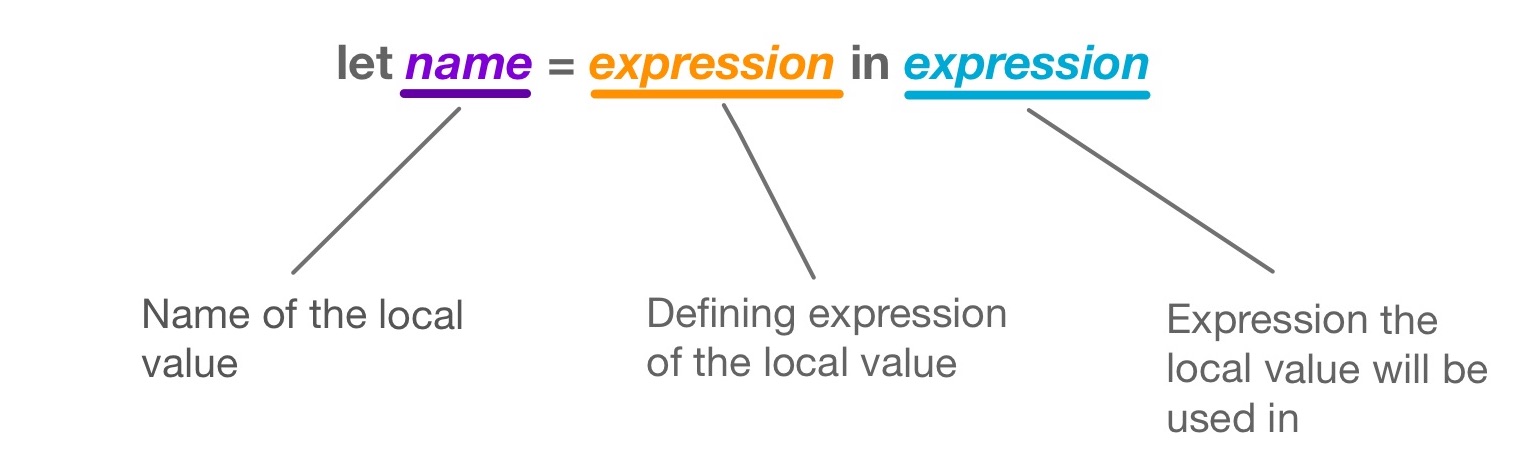 let name = expression in expression
Name of the local
value
Defining expression
of the local value
Expression the
local value will be
used in